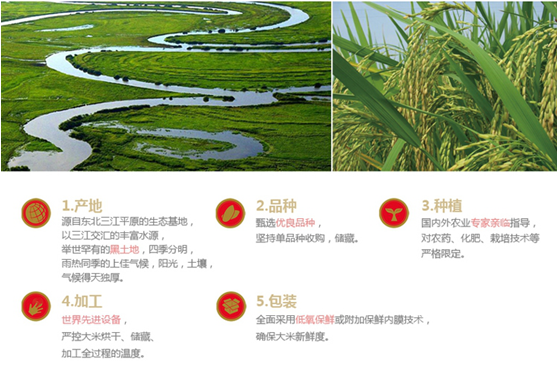 1.产地
源自东北三江平原的生态基地，
以三江交汇的丰富水源，
举世罕有的黑土地，四季分明，
雨热同季的上佳气候，阳光，土壤，
气候得天独厚。
2.品种
甄选优良品种，
坚持单品种收购，储藏。
3.种植
国内外农业专家亲临指导，
对农药、化肥、栽培技术等
严格限定。
4.加工
世界先进设备，
严控大米烘干、储藏、
加工全过程的温度。
5.包装
全面采用低氧保鲜或附加保鲜内膜技术，
确保大米新鲜度。